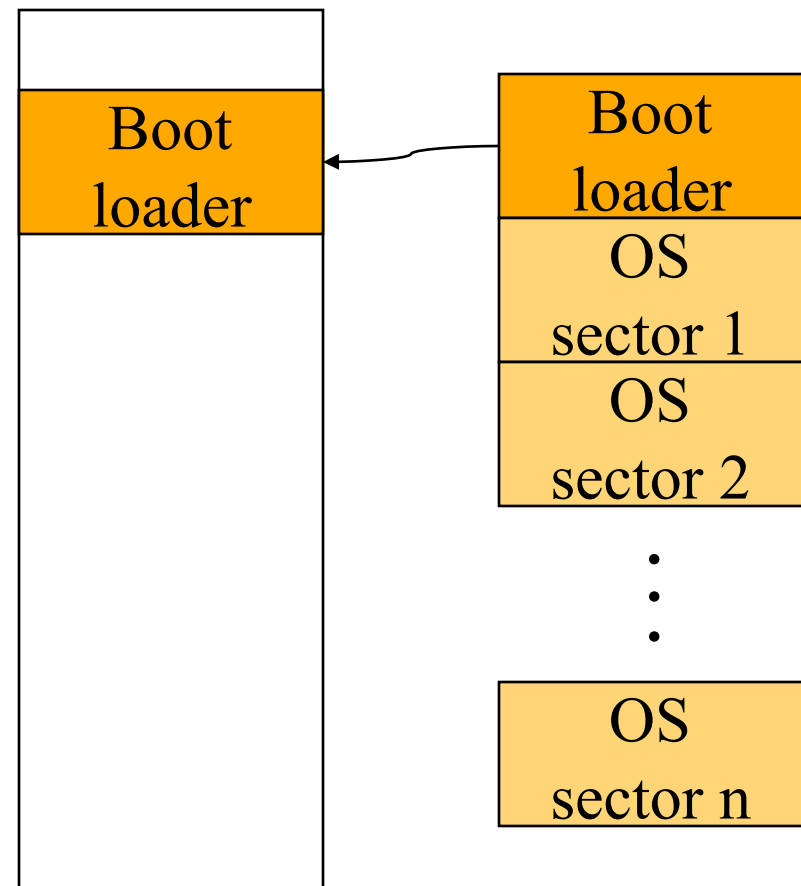 Boot
loader
Boot
loader
OS
sector 1
OS
sector 2
OS
sector n